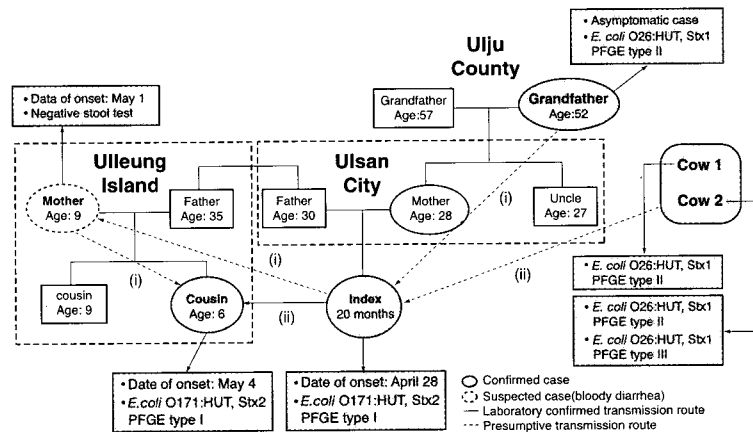 • Asymptomatic case
• E. coli O26:HUT, Stx1
PFGE type II
Ulju
County
• Data of onset: May 1
• Negative stool test
Grandfather
Age:57
Grandfather
Age:52
Ulleung
Island
Ulsan
City
Cow 1
Cow 2
Mother
Age: 9
Father
Age: 35
Father
Age: 30
Mother
Age: 28
Uncle
Age: 27
(i)
(i)
(i)
(ii)
cousin
Age: 9
Cousin
Age: 6
(ii)
Index
20 months
• E. coli O26:HUT, Stx1
PFGE type II
• E. coli O26:HUT, Stx1
PFGE type II
• E. coli O26:HUT, Stx1
PFGE type III
• Date of onset: May 4
• E.coli O171:HUT, Stx2
PFGE type I
• Date of onset: April 28
• E.coli O171:HUT, Stx2
PFGE type I
Confirmed case
Suspected case(bloody diarrhea)
Laboratory confirmed transmission route
Presumptive transmission route